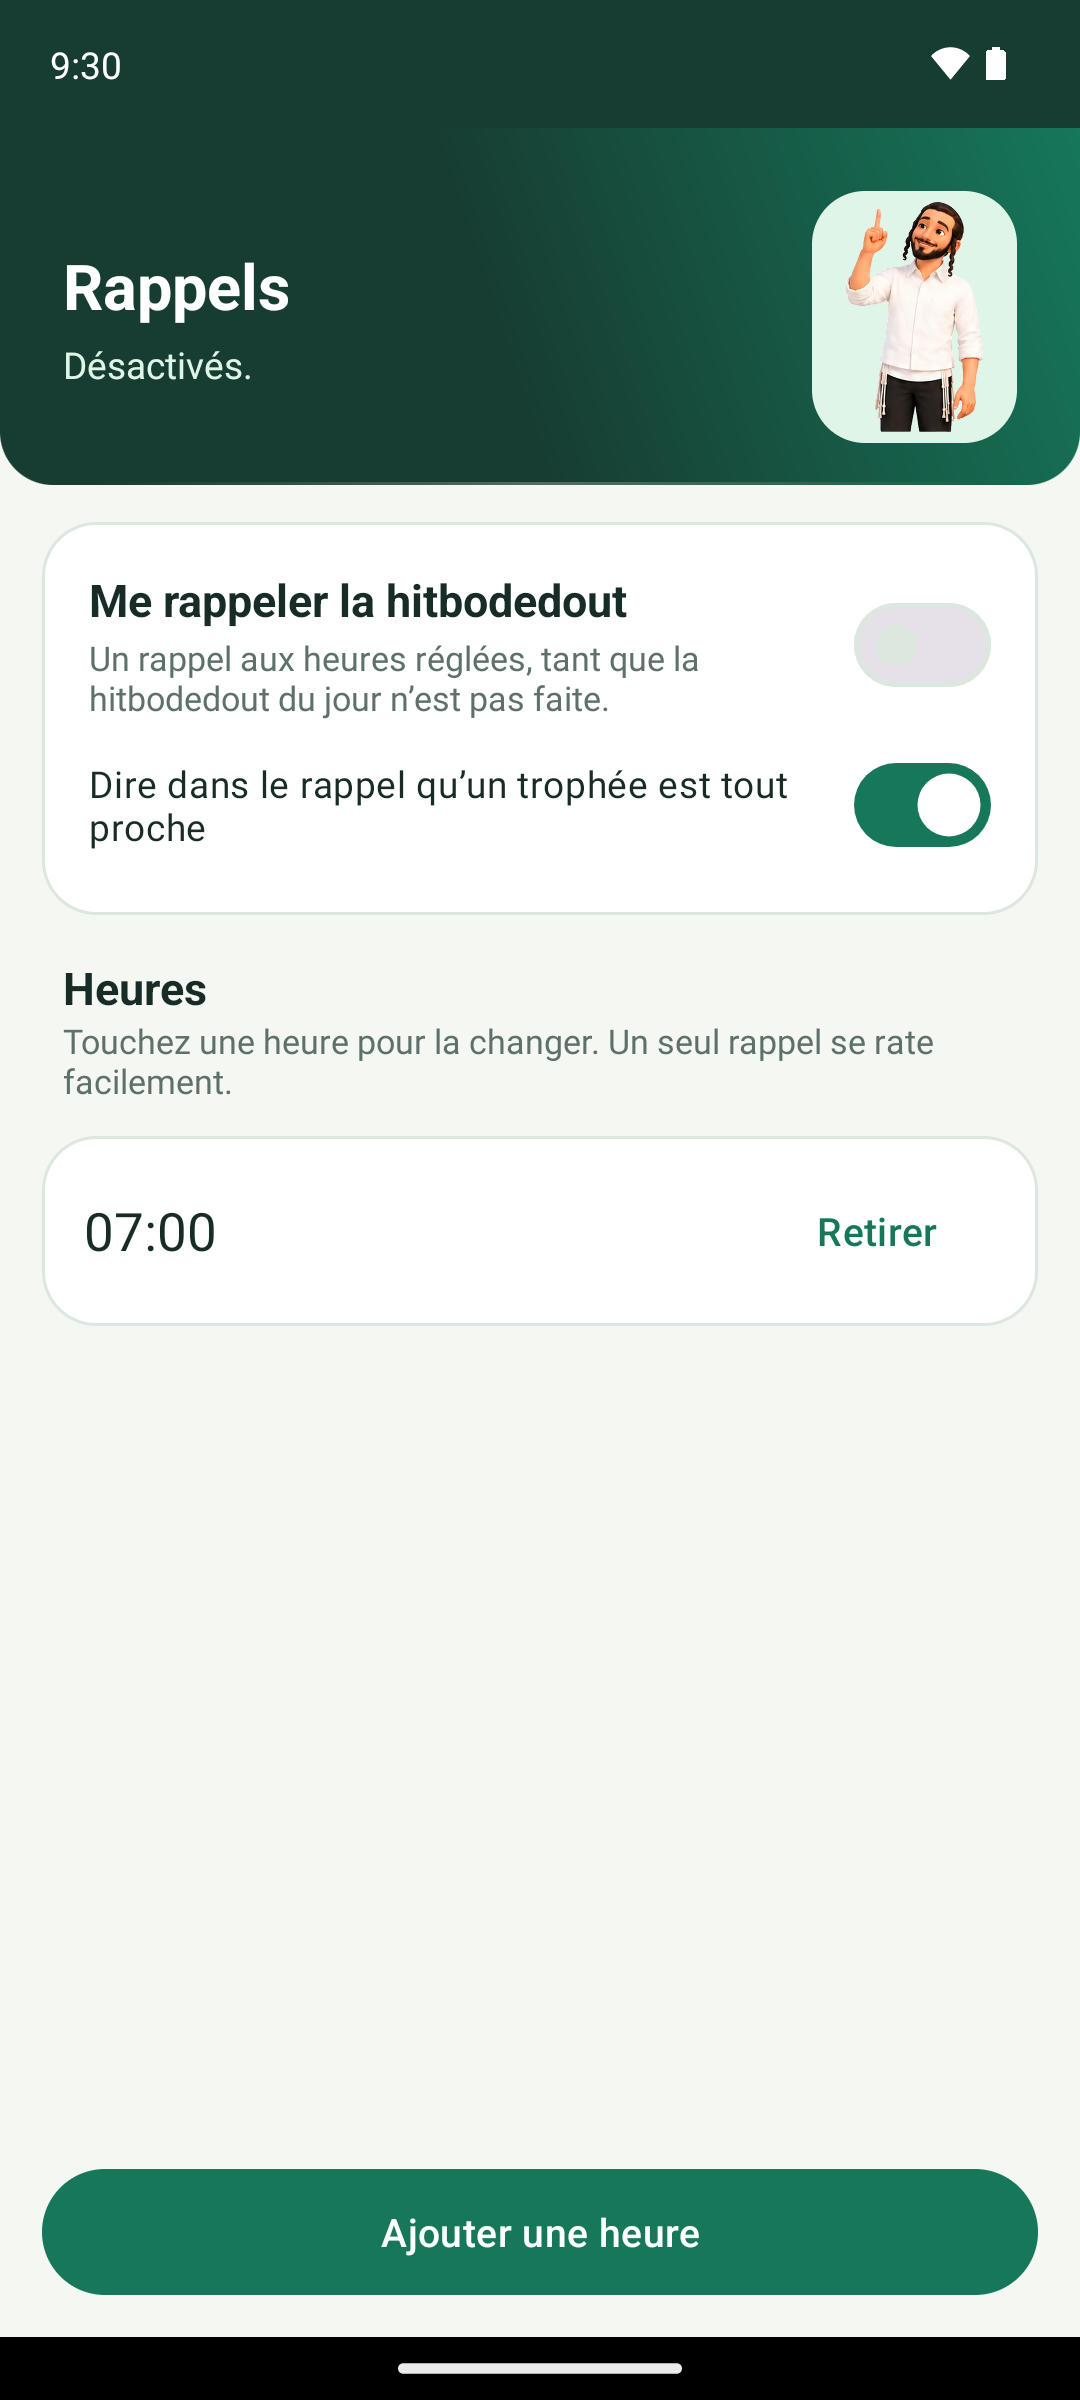 9:30
Rappels
Désactivés.
Me rappeler la hitbodedout
Un rappel aux heures réglées, tant que la
hitbodedout du jour n’est pas faite.
Dire dans le rappel qu’un trophée est tout
proche
Heures
Touchez une heure pour la changer. Un seul rappel se rate
facilement.
07:00
Retirer
Ajouter une heure